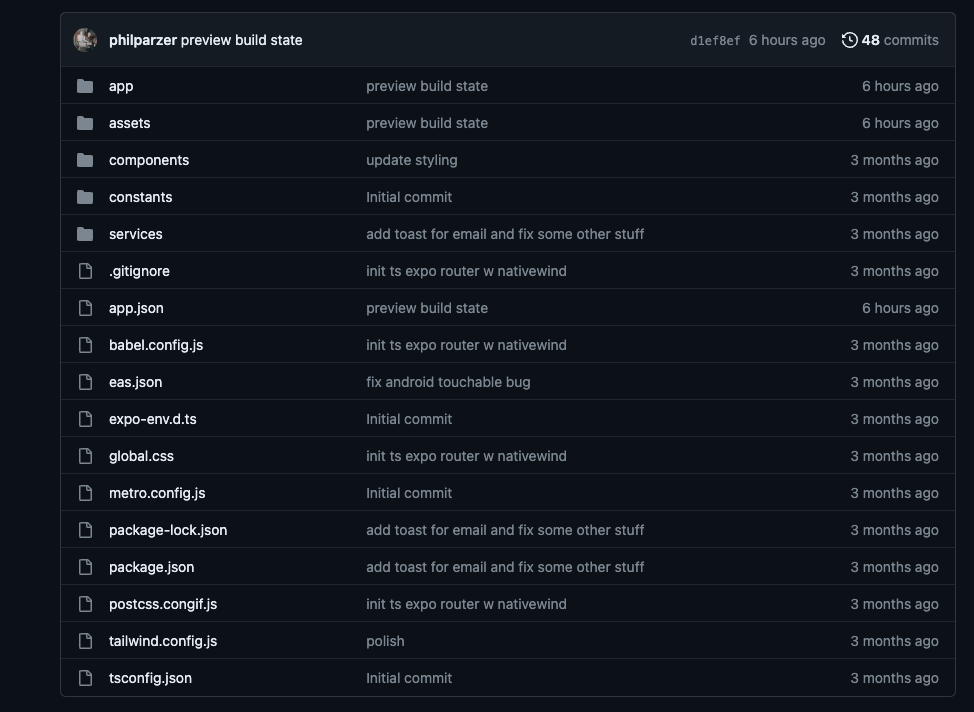 philparzer preview build state d1ef8ef 6 hours ago 48 commits
app preview build state 6 hours ago
assets preview build state 6 hours ago
components update styling 3 months ago
constants Initial commit 3 months ago
services add toast for email and fix some other stuff 3 months ago
.gitignore init ts expo router w nativewind 3 months ago
app.json preview build state 6 hours ago
babel.config.js init ts expo router w nativewind 3 months ago
eas.json fix android touchable bug 3 months ago
expo-env.d.ts Initial commit 3 months ago
global.css init ts expo router w nativewind 3 months ago
metro.config.js Initial commit 3 months ago
package-lock.json add toast for email and fix some other stuff 3 months ago
package.json add toast for email and fix some other stuff 3 months ago
postcss.congif.js init ts expo router w nativewind 3 months ago
tailwind.config.js polish 3 months ago
tsconfig.json Initial commit 3 months ago